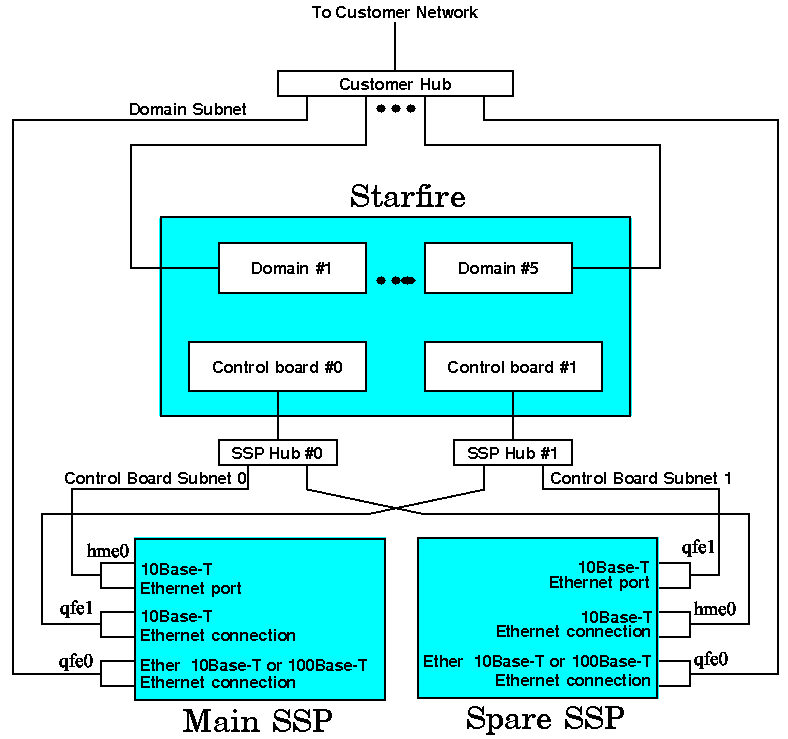 To Customer Network
Customer Hub
Domain Subnet
Starfire
Domain #1
Domain #5
Control board #0
Control board #1
SSP Hub #0
SSP Hub #1
Control Board Subnet 0
Control Board Subnet 1
hme0
10Base-T
Ethernet port
qfe1
10Base-T
Ethernet connection
qfe0
Ether 10Base-T or 100Base-T
Ethernet connection
Main SSP
qfe1
10Base-T
Ethernet port
hme0
10Base-T
Ethernet connection
qfe0
Ether 10Base-T or 100Base-T
Ethernet connection
Spare SSP